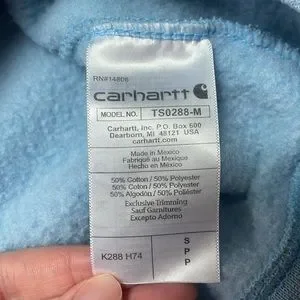 RN#14806
carhartt
MODEL NO. TS0288-M
Carhartt, Inc. P.O. Box 600
Dearborn, MI 48121 USA
carhartt.com
Made in Mexico
Fabriqué au Mexique
Hecho en Mexico
50% Cotton / 50% Polyester
50% Coton / 50% Polyester
50% Algodón / 50% Poliéster
Exclusive Trimming
Sauf Garnitures
Excepto Adorno
K288 H74
S
P
P